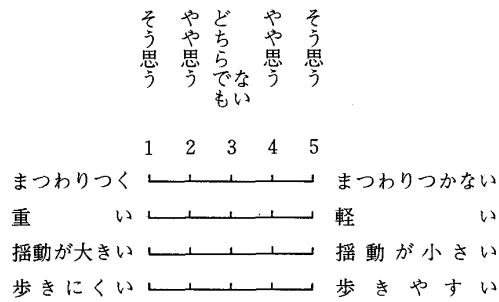 そう思う
やや思う
どちらでもない
やや思う
そう思う
1 2 3 4 5
まつわりつく まつわりつかない
重い 軽い
揺動が大きい 揺動が小さい
歩きにくい 歩きやすい